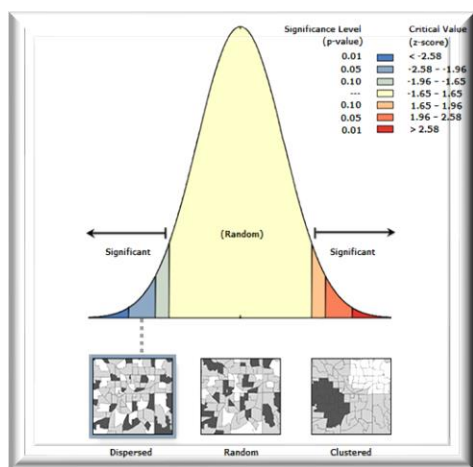 Significance Level Critical Value
(p-value) (z-score)
0.01 < -2.58
0.05 -2.58 – -1.96
0.10 -1.96 – -1.65
--- -1.65 – 1.65
0.10 1.65 – 1.96
0.05 1.96 – 2.58
0.01 > 2.58
(Random)
Significant Significant
Dispersed Random Clustered